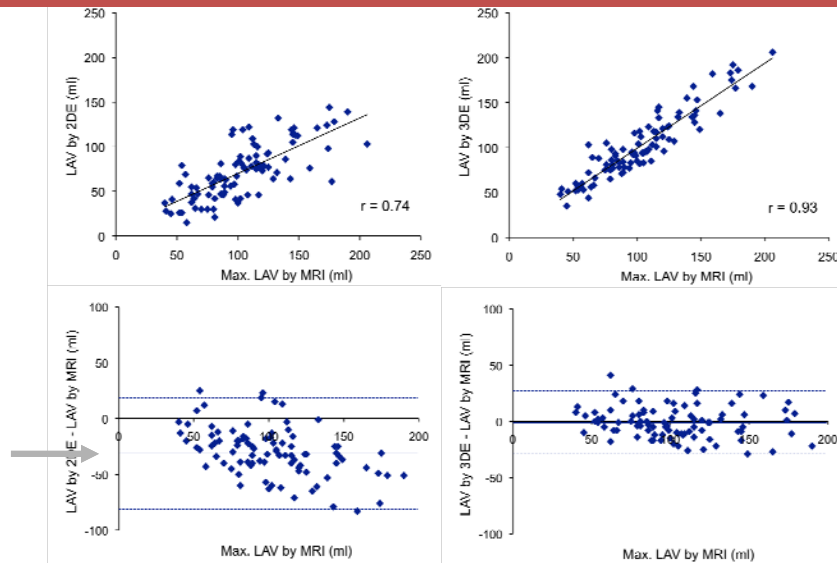 250
200
150
100
50
0
LAV by 2DE (ml)
r = 0.74
0 50 100 150 200 250
Max. LAV by MRI (ml)
250
200
150
100
50
0
LAV by 3DE (ml)
r = 0.93
0 50 100 150 200 250
Max. LAV by MRI (ml)
100
50
0
-50
-100
LAV by 2DE - LAV by MRI (ml)
0 50 100 150 200
Max. LAV by MRI (ml)
100
50
0
-50
-100
LAV by 3DE - LAV by MRI (ml)
0 50 100 150 200
Max. LAV by MRI (ml)